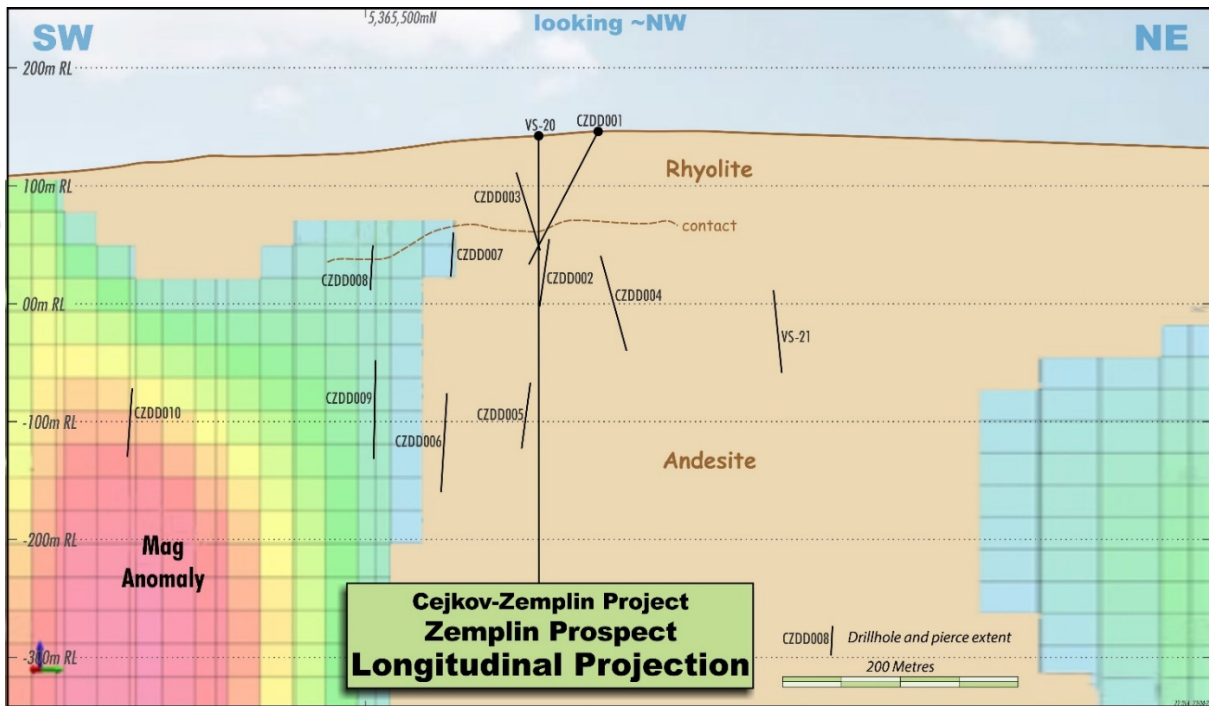 5,365,500mN
looking ~NW
SW
NE
200m RL
VS-20
CZDD001
Rhyolite
100m RL
CZDD003
contact
CZDD007
CZDD008
CZDD002
CZDD004
00m RL
VS-21
CZDD009
CZDD010
CZDD005
-100m RL
CZDD006
Andesite
-200m RL
Mag
Anomaly
Cejkov-Zemplin Project
Zemplin Prospect
Longitudinal Projection
CZDD008
Drillhole and pierce extent
-300m RL
200 Metres